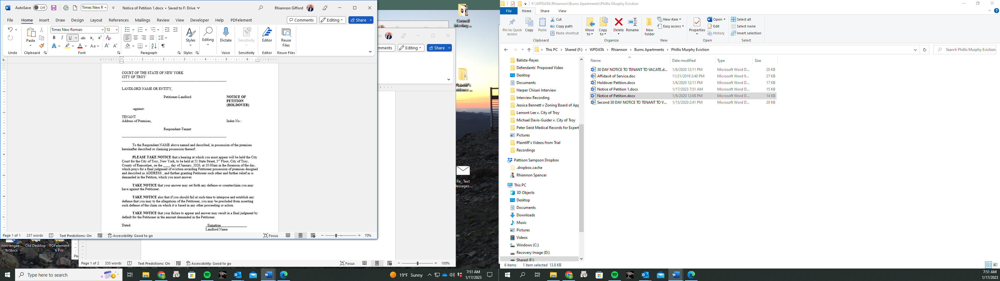 AutoSave Off Times New R Notice of Petition 1.docx • Saved to F: Drive Rhiannon Gifford
File Home Insert Draw Design Layout References Mailings Review View Developer Help PDFelement Comments Editing Share
Times New Roman 12
Paste Styles Editing Dictate Sensitivity Editor Reuse Files
Undo Clipboard Font Paragraph Styles Voice Sensitivity Editor Reuse Files
COURT OF THE STATE OF NEW YORK
CITY OF TROY
LANDLORD NAME OR ENTITY,
Petitioner-Landlord NOTICE OF
PETITION
(HOLDOVER)
-against-
TENANT
Address of Premises, Index No.:
Respondent-Tenant
To the Respondent NAME above named and described, in possession of the premises
hereinafter described or claiming possession thereof:
PLEASE TAKE NOTICE that a hearing at which you must appear will be held the City
Court for the City of Troy, New York, to be held at 51 State Street, 3rd Floor, City of Troy,
County of Rensselaer, on the ____ day of January, 2020, at 10:00am in the forenoon of the day,
which prays for a final judgment of eviction awarding Petitioner possession of premises designed
and described as ADDRESS , and further granting Petitioner such other and further relief as is
demanded in the Petition, which you must answer.
TAKE NOTICE that your answer may set forth any defense or counterclaim you may
have against the Petitioner.
TAKE NOTICE also that if you should fail at such time to interpose and establish any
defense that you may to the allegations of the Petitioner, you may be precluded from asserting
such defense of the claim on which it is based in any other proceeding or action.
TAKE NOTICE that your failure to appear and answer may result in a final judgment by
default for the Petitioner in the amount demanded in the Petitioner.
Dated: Signatrue
Landlord Name
Page 1 of 1 237 words Text Predictions: On Accessibility: Good to go Focus 70%
mments Editing Share
Council
Meeting ...
Plaintiff's
vidence ...
Re_ Text
lessages....
non-engae...
ltr.docx
Old Desktop
PDFelement
6 Pro
Page 1 of 2 335 words Text Predictions: On Accessibility: Good to go Focus 100%
Type here to search 19°F Sunny 7:51 AM
1/17/2023
F:\WPDATA\Rhiannon\Burns Apartments\Phillis Murphy Eviction
File Home Share View
Pin to Quick access Copy Paste Cut Copy path Paste shortcut
Move to Copy to Delete Rename New folder New item Easy access Properties Open Edit History Select all Select none Invert selection
Clipboard Organize New Open Select
This PC Shared (F:) WPDATA Rhiannon Burns Apartments Phillis Murphy Eviction Search Phillis Murphy Eviction
Name Date modified Type Size
30 DAY NOTICE TO TENANT TO VACATE.d... 1/6/2020 12:11 PM Microsoft Word D... 20 KB
Affidavit of Service.doc 11/21/2019 2:40 PM Microsoft Word 9... 27 KB
Holdover Petition.docx 1/6/2020 12:11 PM Microsoft Word D... 17 KB
Notice of Petition 1.docx 1/17/2023 7:51 AM Microsoft Word D... 15 KB
Notice of Petition.docx 1/6/2020 12:08 PM Microsoft Word D... 14 KB
Second 30 DAY NOTICE TO TENANT TO V... 1/15/2020 2:41 PM Microsoft Word D... 20 KB
Batista-Reyes
Defendants' Proposed Video
Desktop
Documents
Harper Chisari Interview
Interview Recording
Jessica Bennett v Zoning Board of App
Lamont Lee v. City of Troy
Michael Davis-Guider v. City of Troy
Peter Geist Medical Records for Expert
Pictures
Plaintiff's Videos from Trial
Recordings
Pattison Sampson Dropbox
.dropbox.cache
Rhiannon Spencer
This PC
3D Objects
Desktop
Documents
Downloads
Music
Pictures
Videos
Windows (C:)
Recovery Image (D:)
Shared (F:)
6 items 1 item selected 13.8 KB
7:51 AM
1/17/2023